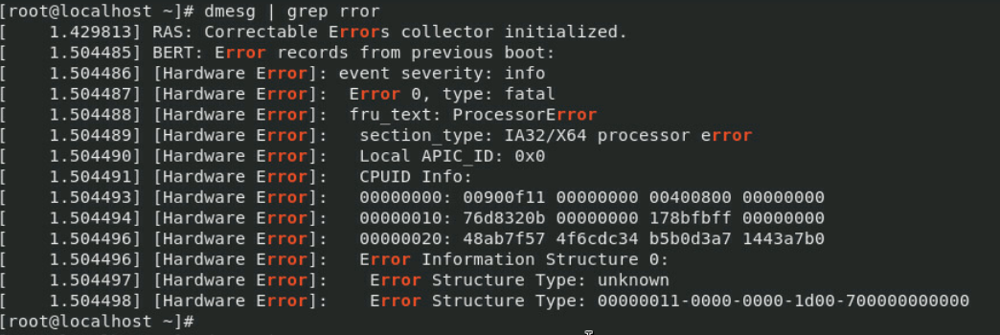 [root@localhost ~]# dmesg | grep rror
[    1.429813] RAS: Correctable Errors collector initialized.
[    1.504485] BERT: Error records from previous boot:
[    1.504486] [Hardware Error]: event severity: info
[    1.504487] [Hardware Error]:  Error 0, type: fatal
[    1.504488] [Hardware Error]:  fru_text: ProcessorError
[    1.504489] [Hardware Error]:   section_type: IA32/X64 processor error
[    1.504490] [Hardware Error]:   Local APIC_ID: 0x0
[    1.504491] [Hardware Error]:   CPUID Info:
[    1.504493] [Hardware Error]:   00000000: 00900f11 00000000 00400800 00000000
[    1.504494] [Hardware Error]:   00000010: 76d8320b 00000000 178bfbff 00000000
[    1.504496] [Hardware Error]:   00000020: 48ab7f57 4f6cdc34 b5b0d3a7 1443a7b0
[    1.504496] [Hardware Error]:   Error Information Structure 0:
[    1.504497] [Hardware Error]:    Error Structure Type: unknown
[    1.504498] [Hardware Error]:    Error Structure Type: 00000011-0000-0000-1d00-700000000000
[root@localhost ~]#